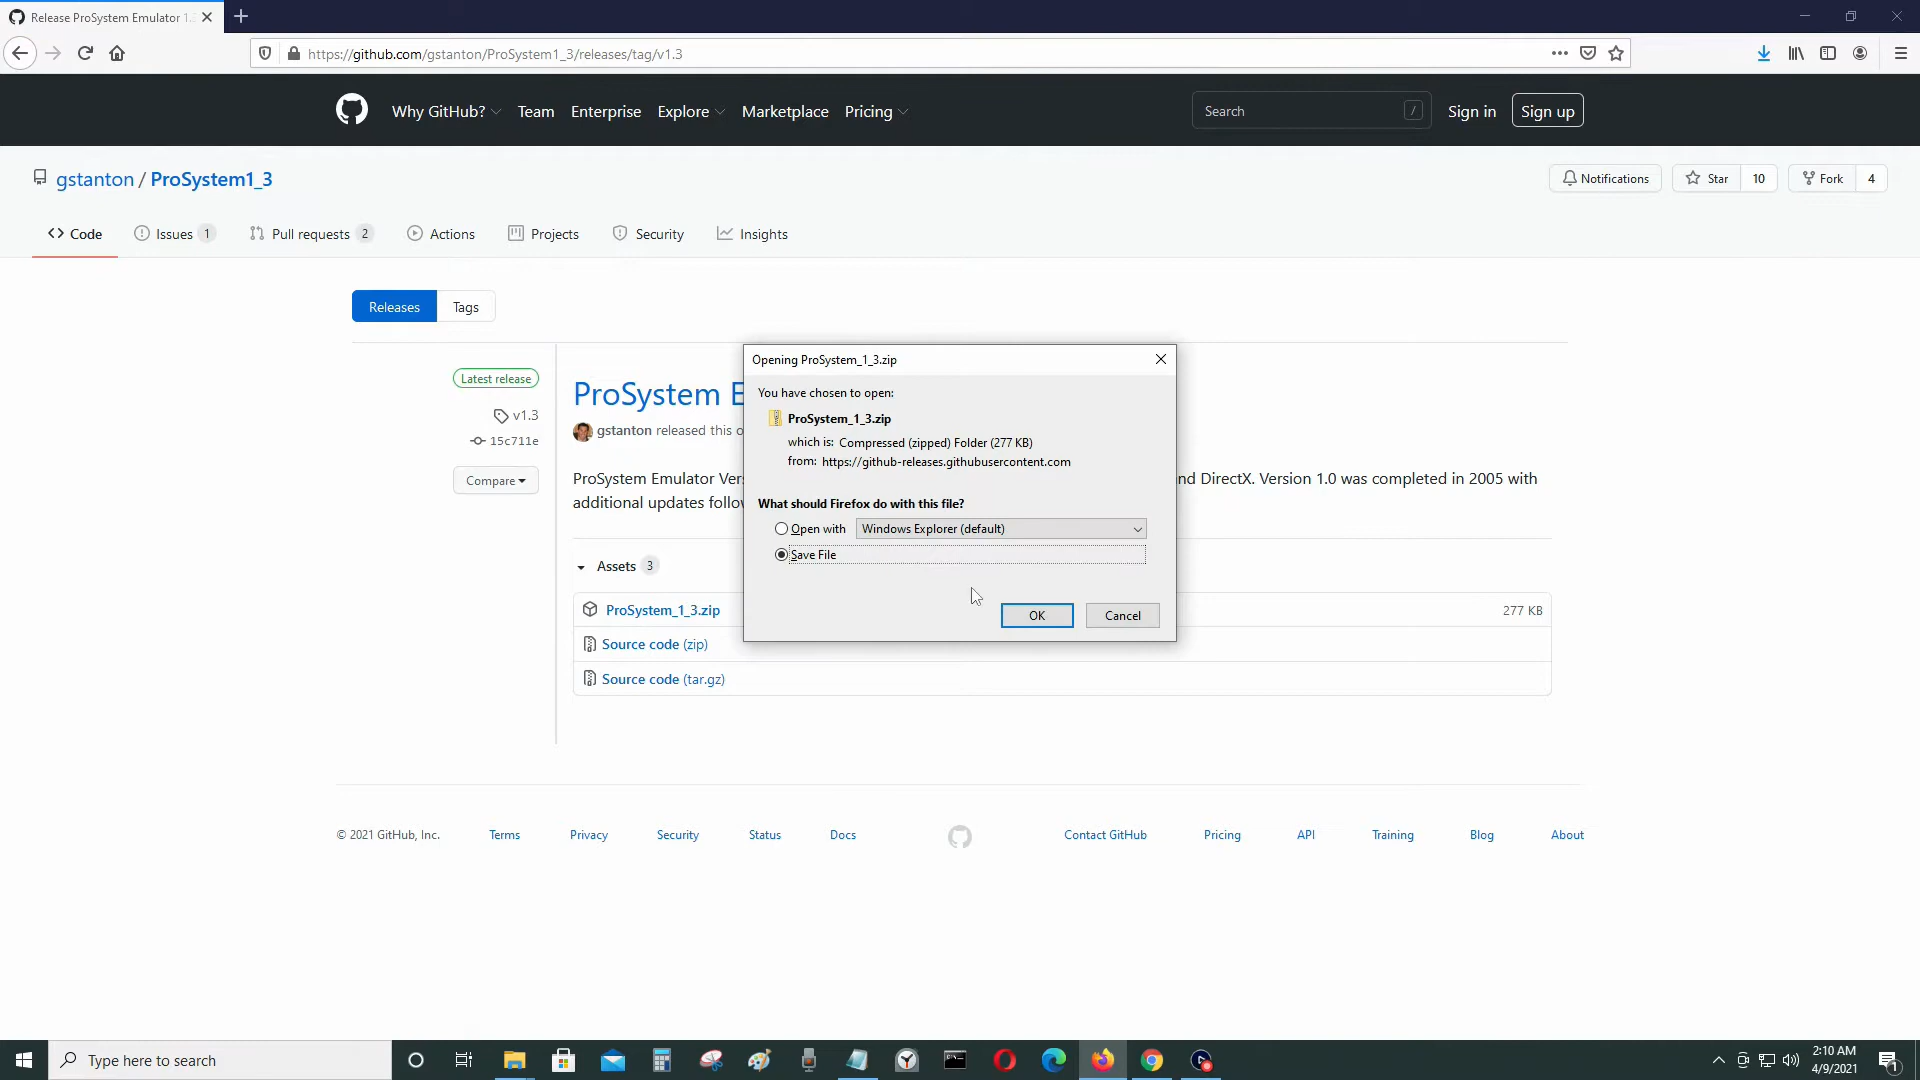 Release ProSystem Emulator 1.
https://github.com/gstanton/ProSystem1_3/releases/tag/v1.3
Why GitHub? Team Enterprise Explore Marketplace Pricing Search / Sign in Sign up
gstanton / ProSystem1_3 Notifications Star 10 Fork 4
Code Issues 1 Pull requests 2 Actions Projects Security Insights
Releases Tags
Latest release
v1.3
15c711e
Compare
ProSystem E
gstanton released this o
ProSystem Emulator Ver nd DirectX. Version 1.0 was completed in 2005 with
additional updates follow
Opening ProSystem_1_3.zip
You have chosen to open:
ProSystem_1_3.zip
which is: Compressed (zipped) Folder (277 KB)
from: https://github-releases.githubusercontent.com
What should Firefox do with this file?
Open with Windows Explorer (default)
Save File
OK Cancel
Assets 3
ProSystem_1_3.zip 277 KB
Source code (zip)
Source code (tar.gz)
© 2021 GitHub, Inc. Terms Privacy Security Status Docs Contact GitHub Pricing API Training Blog About
Type here to search
2:10 AM
4/9/2021
1